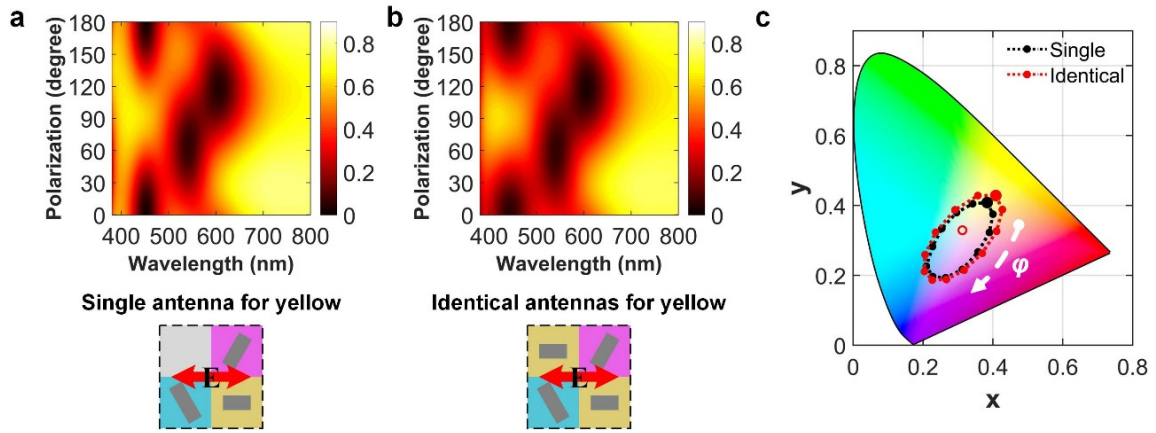 a
180
150
120
90
60
30
0
Polarization (degree)
400 500 600 700 800
Wavelength (nm)
0.8
0.6
0.4
0.2
0
Single antenna for yellow
E
b
180
150
120
90
60
30
0
Polarization (degree)
400 500 600 700 800
Wavelength (nm)
0.8
0.6
0.4
0.2
0
Identical antennas for yellow
E
c
Single
Identical
0.8
0.6
0.4
0.2
0
y
φ
0 0.2 0.4 0.6 0.8
x